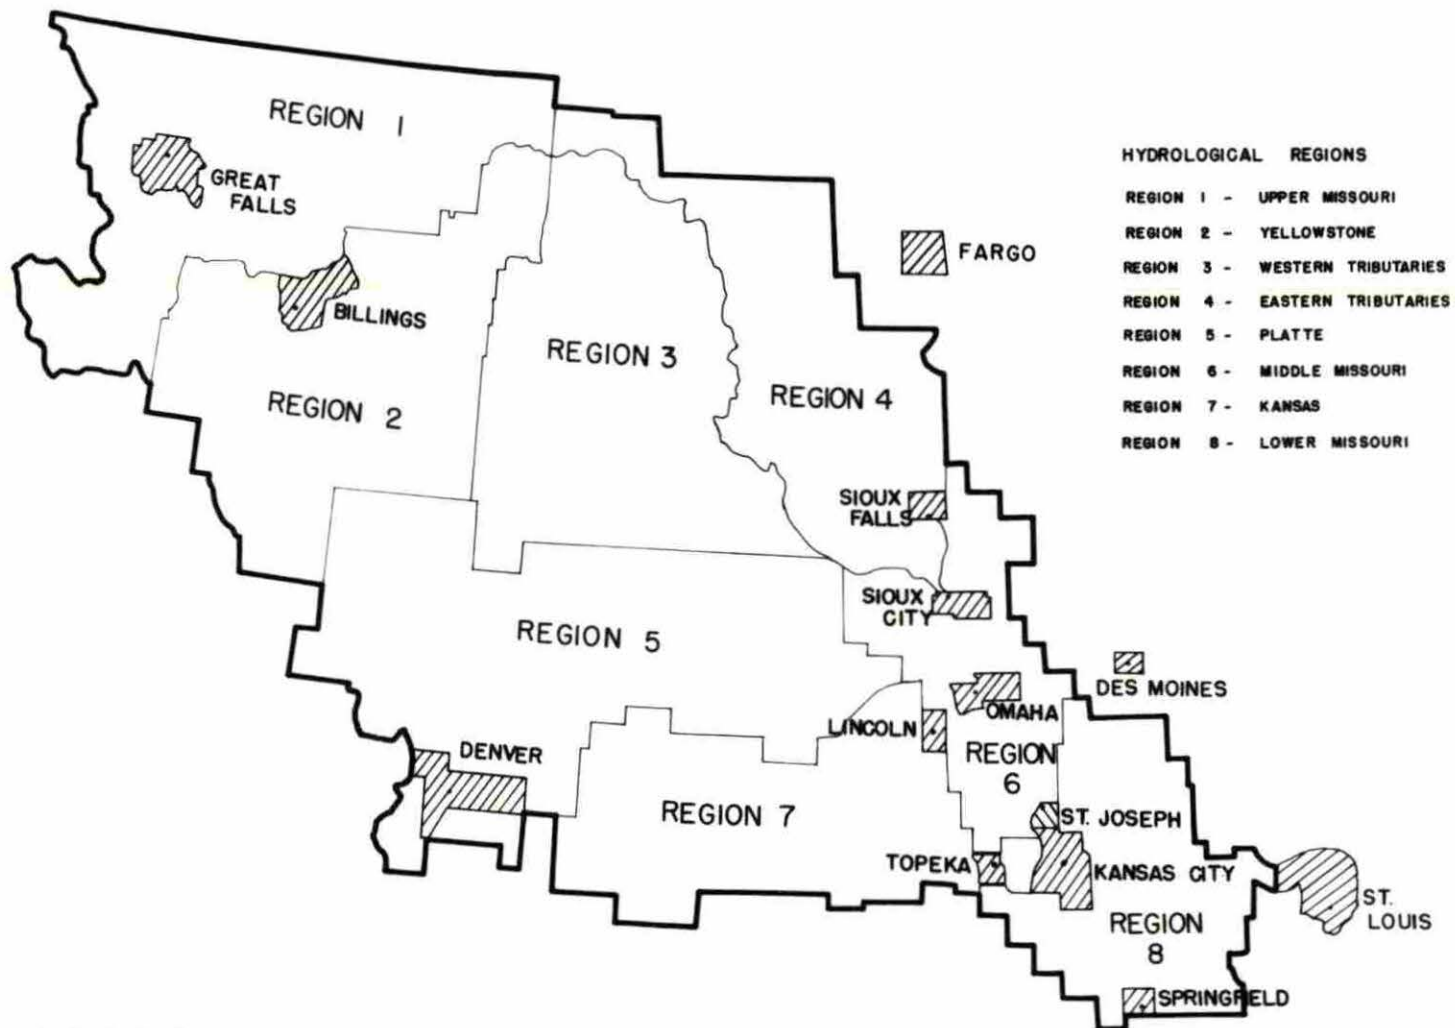 REGION 1
GREAT
FALLS
BILLINGS
REGION 2
REGION 3
REGION 4
FARGO
HYDROLOGICAL REGIONS
REGION 1 - UPPER MISSOURI
REGION 2 - YELLOWSTONE
REGION 3 - WESTERN TRIBUTARIES
REGION 4 - EASTERN TRIBUTARIES
REGION 5 - PLATTE
REGION 6 - MIDDLE MISSOURI
REGION 7 - KANSAS
REGION 8 - LOWER MISSOURI
SIOUX
FALLS
SIOUX
CITY
REGION 5
DES MOINES
OMAHA
LINCOLN
DENVER
REGION
6
REGION 7
ST. JOSEPH
TOPEKA
KANSAS CITY
ST.
LOUIS
REGION
8
SPRINGFIELD